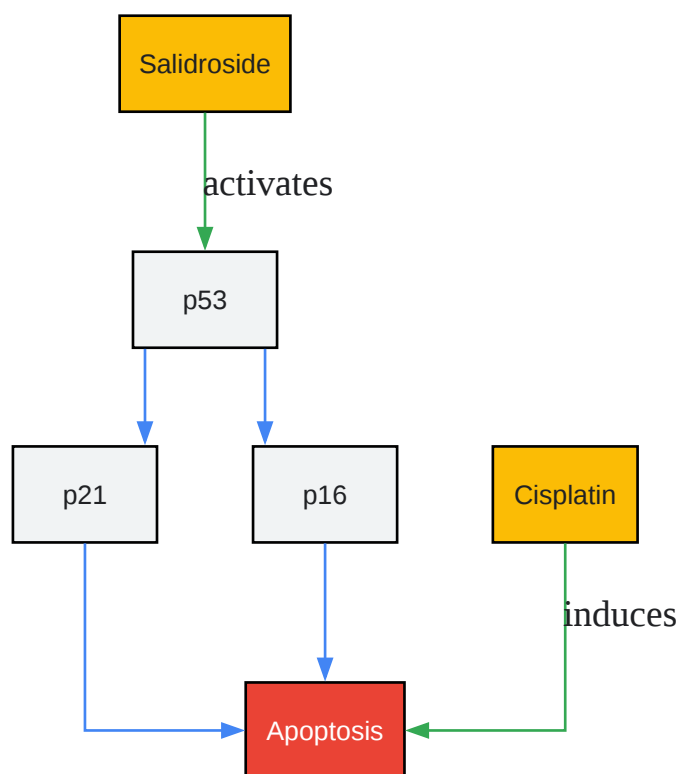 Salidroside
activates
p53
p21
p16
Cisplatin
induces
Apoptosis